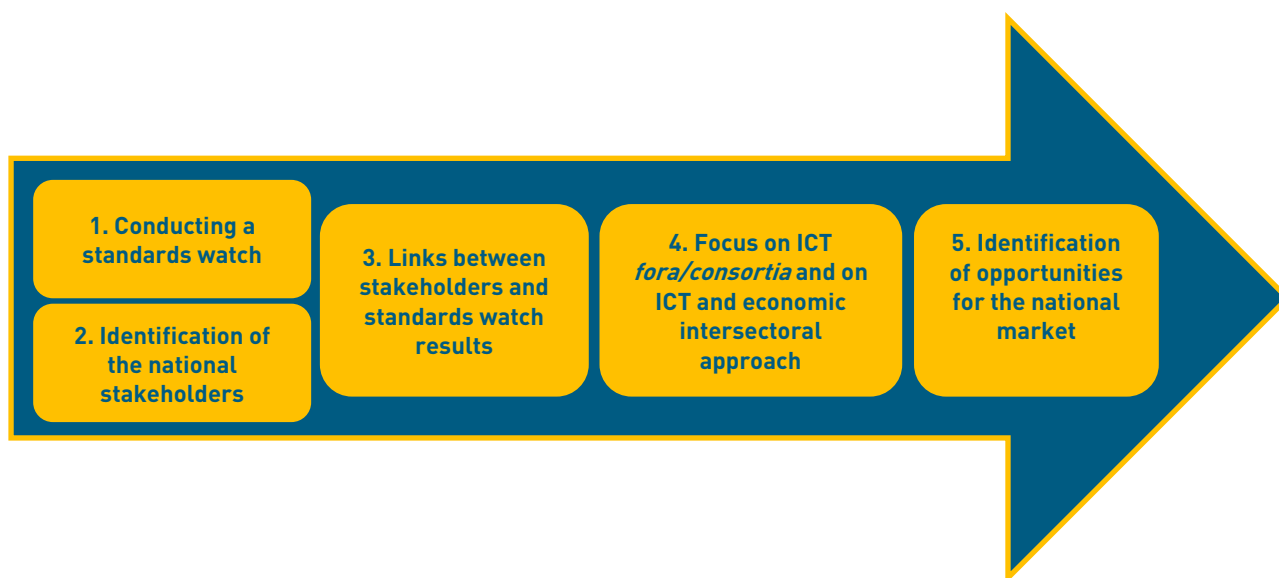 1. Conducting a
standards watch
2. Identification of
the national
stakeholders
3. Links between
stakeholders and
standards watch
results
4. Focus on ICT
fora/consortia and on
ICT and economic
intersectoral
approach
5. Identification
of opportunities
for the national
market